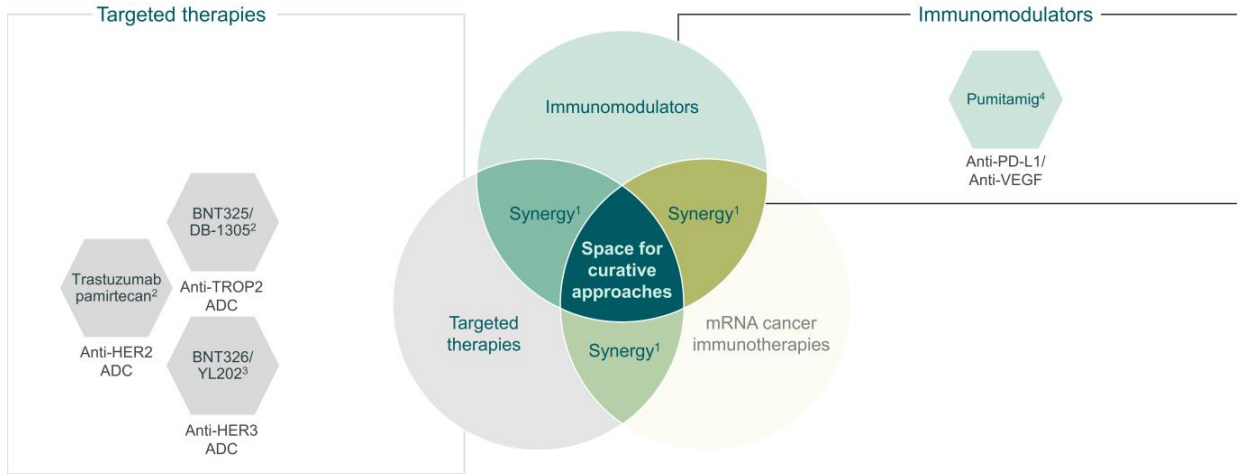 Targeted therapies
BNT325/
DB-1305²
Anti-TROP2
ADC
Trastuzumab
pamirtecan²
Anti-HER2
ADC
BNT326/
YL202³
Anti-HER3
ADC
Immunomodulators
Synergy¹
Synergy¹
Space for
curative
approaches
Targeted
therapies
mRNA cancer
immunotherapies
Synergy¹
Immunomodulators
Pumitamig⁴
Anti-PD-L1/
Anti-VEGF